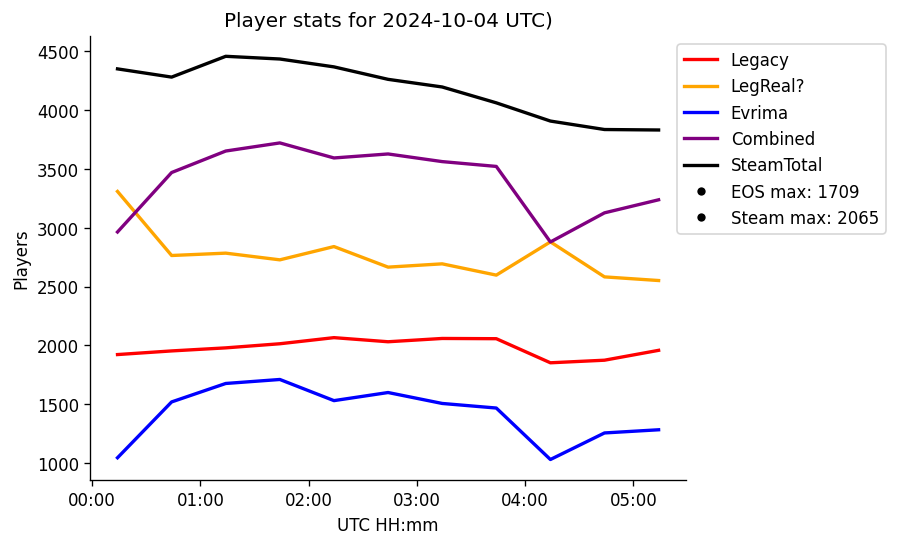 Player stats for 2024-10-04 UTC)
Legacy
LegReal?
Evrima
Combined
SteamTotal
EOS max: 1709
Steam max: 2065
Players
4500
4000
3500
3000
2500
2000
1500
1000
00:00 01:00 02:00 03:00 04:00 05:00
UTC HH:mm